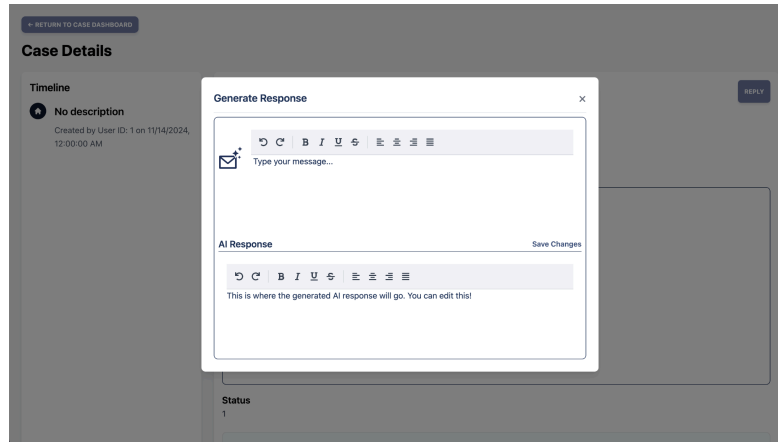 ← RETURN TO CASE DASHBOARD
Case Details
Timeline
No description
Created by User ID: 1 on 11/14/2024,
12:00:00 AM
REPLY
Generate Response
B I U S
Type your message...
AI Response
Save Changes
B I U S
This is where the generated AI response will go. You can edit this!
Status
1